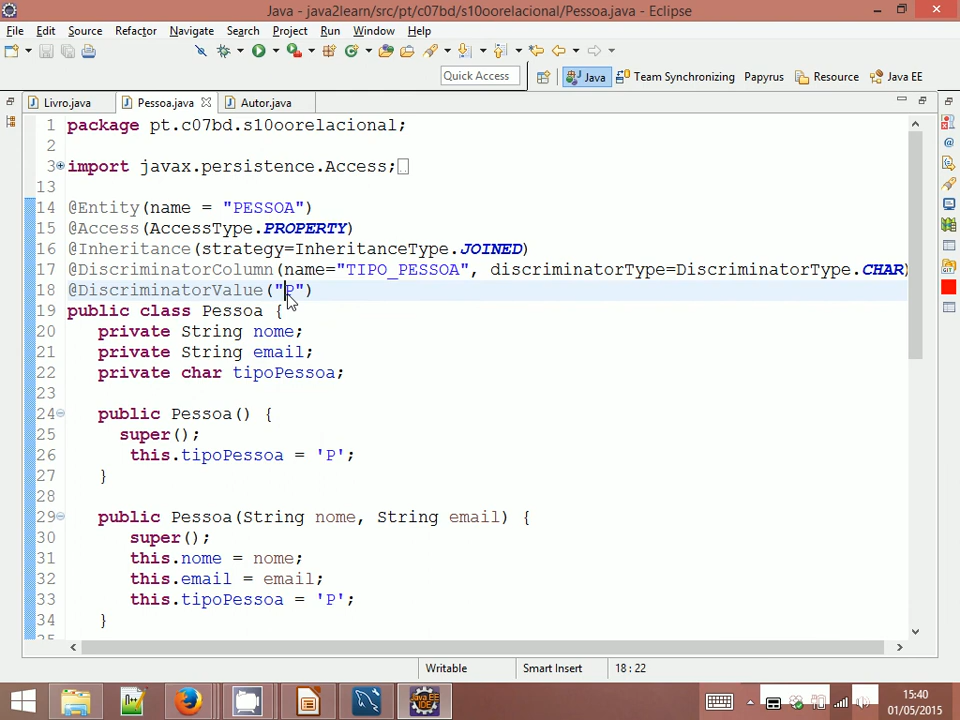 Java - java2learn/src/pt/c07bd/s10oorelacional/Pessoa.java - Eclipse
File Edit Source Refactor Navigate Search Project Run Window Help
Quick Access Java Team Synchronizing Papyrus Resource Java EE
Livro.java Pessoa.java Autor.java
1 package pt.c07bd.s10oorelacional;
2
3 import javax.persistence.Access;
13
14 @Entity(name = "PESSOA")
15 @Access(AccessType.PROPERTY)
16 @Inheritance(strategy=InheritanceType.JOINED)
17 @DiscriminatorColumn(name="TIPO_PESSOA", discriminatorType=DiscriminatorType.CHAR)
18 @DiscriminatorValue("P")
19 public class Pessoa {
20 private String nome;
21 private String email;
22 private char tipoPessoa;
23
24 public Pessoa() {
25 super();
26 this.tipoPessoa = 'P';
27 }
28
29 public Pessoa(String nome, String email) {
30 super();
31 this.nome = nome;
32 this.email = email;
33 this.tipoPessoa = 'P';
34 }
Writable Smart Insert 18 : 22
Java EE IDE
15:40
01/05/2015